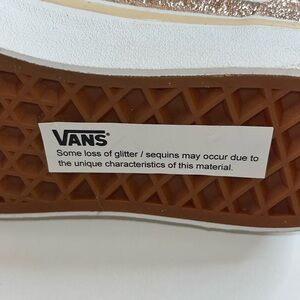 VANS®
Some loss of glitter / sequins may occur due to
the unique characteristics of this material.